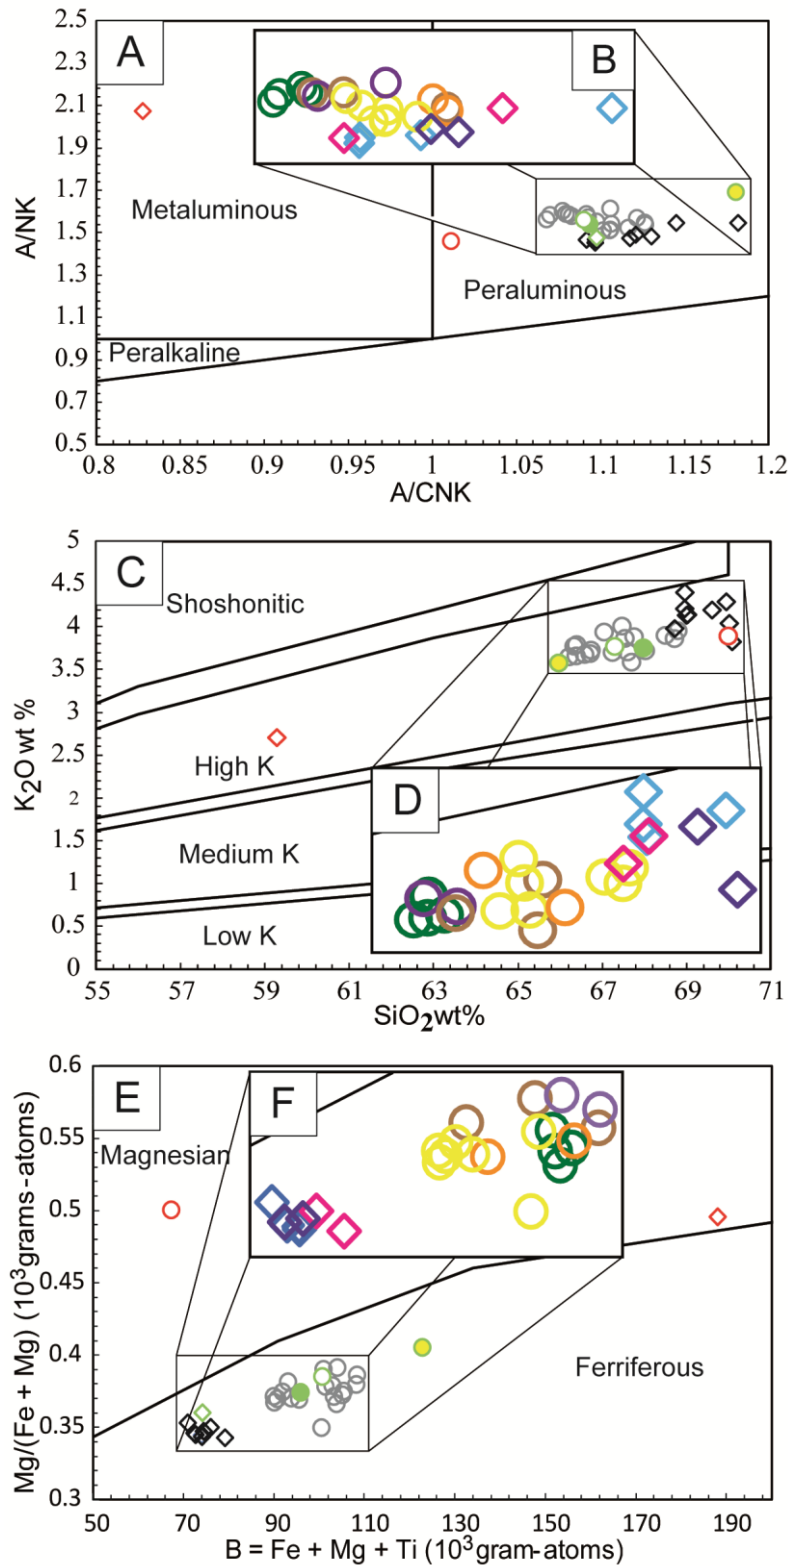 A
B
2.5
2.3
2.1
1.9
1.7
1.5
1.3
1.1
0.9
0.7
0.5
A/NK
Metaluminous
Peraluminous
Peralkaline
0.8
0.9
0.95
1
1.05
1.1
1.15
1.2
A/CNK
C
D
5
4.5
4
3.5
3
2.5
2
1.5
1
0.5
0
K2O wt %
Shoshonitic
High K
Medium K
Low K
55
57
59
61
63
65
67
69
71
SiO2wt%
E
F
0.6
0.55
0.5
0.45
0.4
0.35
0.3
Mg/(Fe + Mg) (10³grams-atoms)
Magnesian
Ferriferous
50
70
90
110
130
150
170
190
B = Fe + Mg + Ti (10³gram-atoms)